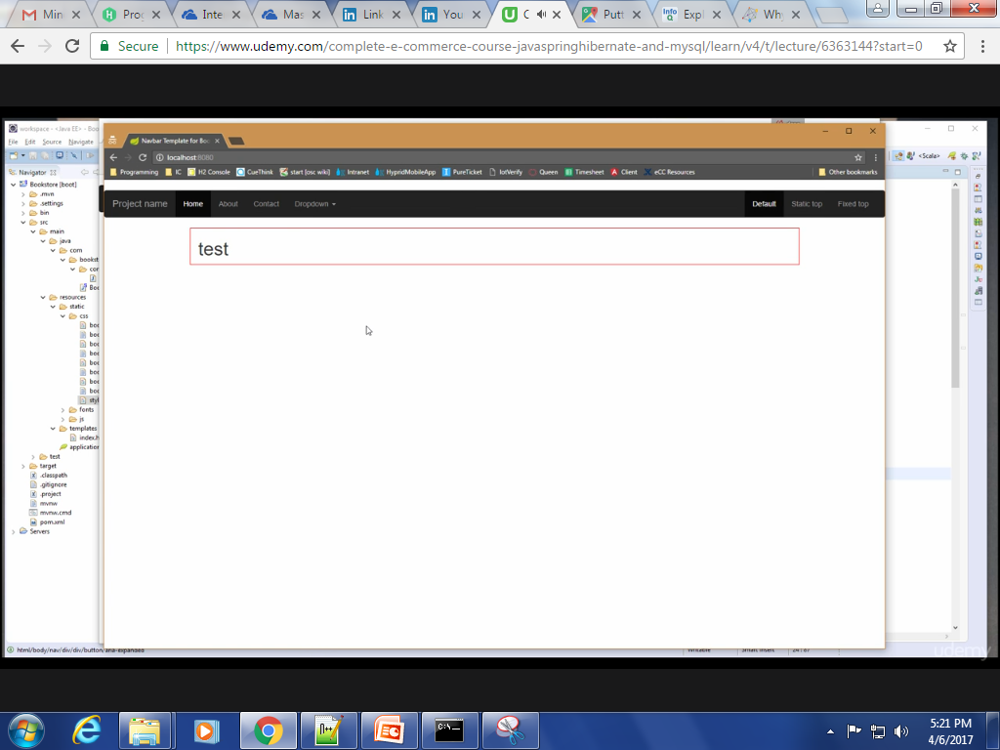 Min
Pro
Inte
Mas
Link
You
C
Putt
Expl
Why
Secure
https://www.udemy.com/complete-e-commerce-course-javaspringhibernate-and-mysql/learn/v4/t/lecture/6363144?start=0
workspace - <Java EE> - Boo
File Edit Source Navigate
<Scala>
Navigator
Bookstore [boot]
.mvn
.settings
bin
src
main
java
com
bookst
con
Boo
resources
static
css
boo
boo
boo
boo
boo
boo
boo
boo
styl
fonts
js
templates
index.h
application
test
target
.classpath
.gitignore
.project
mvnw
mvnw.cmd
pom.xml
Servers
Navbar Template for Boo
localhost:8080
Programming IC H2 Console CueThink start [osc wiki] Intranet HypridMobileApp PureTicket IotVerify Queen Timesheet Client eCC Resources Other bookmarks
Project name Home About Contact Dropdown Default Static top Fixed top
test
html/body/nav/div/div/button/aria-expanded
Writable Smart Insert 24 : 87
udemy
5:21 PM
4/6/2017